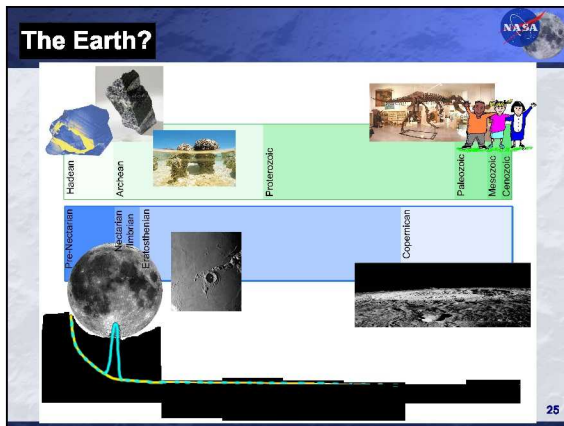 The Earth?
NASA
Hadean
Archean
Proterozoic
Paleozoic
Mesozoic
Cenozoic
Pre-Nectarian
Nectarian
/Imbrian
Eratosthenian
Copernican
25